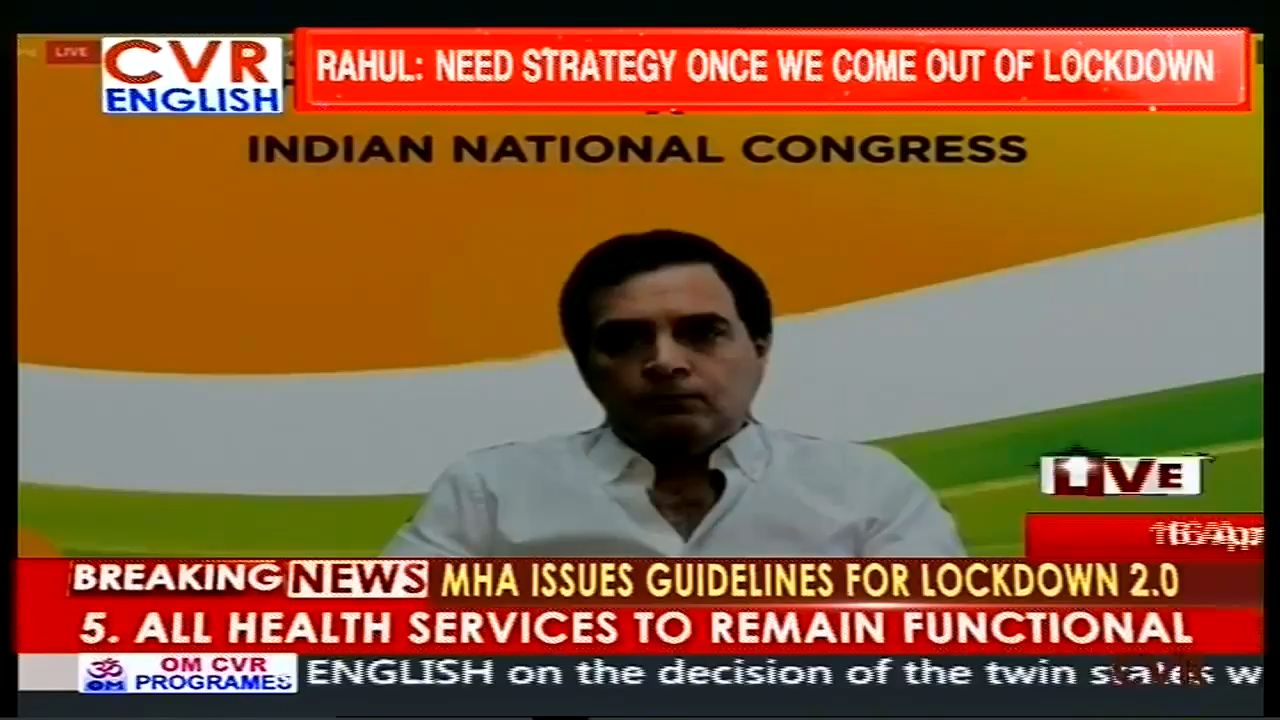 LIVE
CVR
ENGLISH
RAHUL: NEED STRATEGY ONCE WE COME OUT OF LOCKDOWN
INDIAN NATIONAL CONGRESS
LIVE
BREAKING NEWS MHA ISSUES GUIDELINES FOR LOCKDOWN 2.0
5. ALL HEALTH SERVICES TO REMAIN FUNCTIONAL
ॐ
OM
OM CVR
PROGRAMES
ENGLISH on the decision of the twin states w